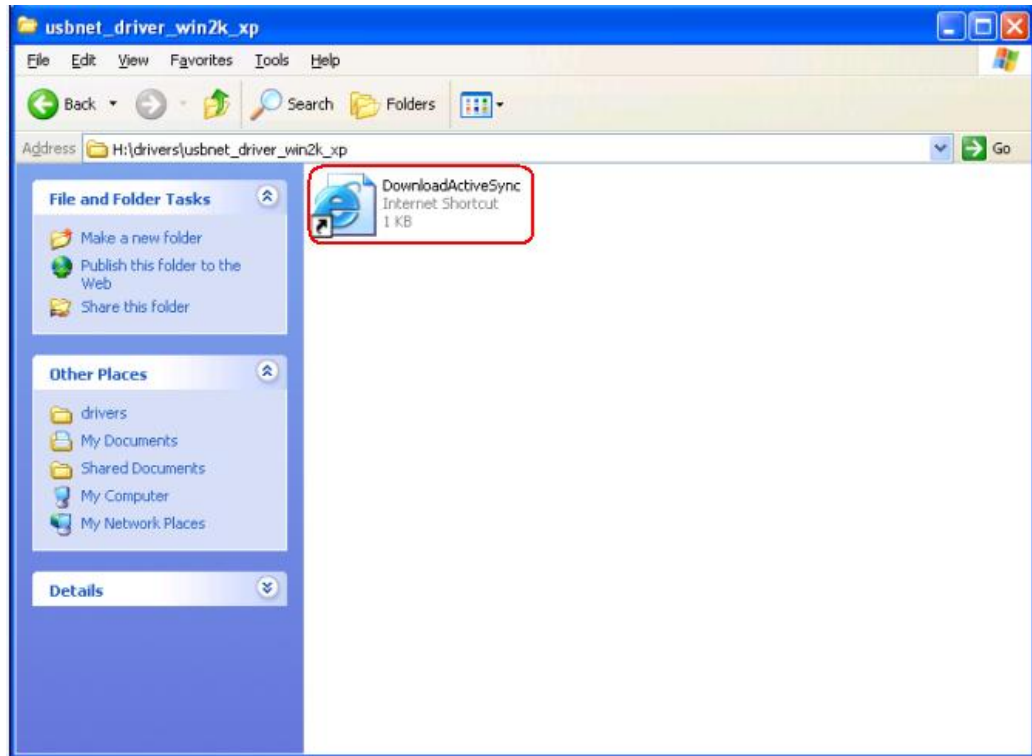 usbnet_driver_win2k_xp
File Edit View Favorites Tools Help
Back Search Folders
Address H:\drivers\usbnet_driver_win2k_xp Go
File and Folder Tasks
Make a new folder
Publish this folder to the
Web
Share this folder
Other Places
drivers
My Documents
Shared Documents
My Computer
My Network Places
Details
DownloadActiveSync
Internet Shortcut
1 KB